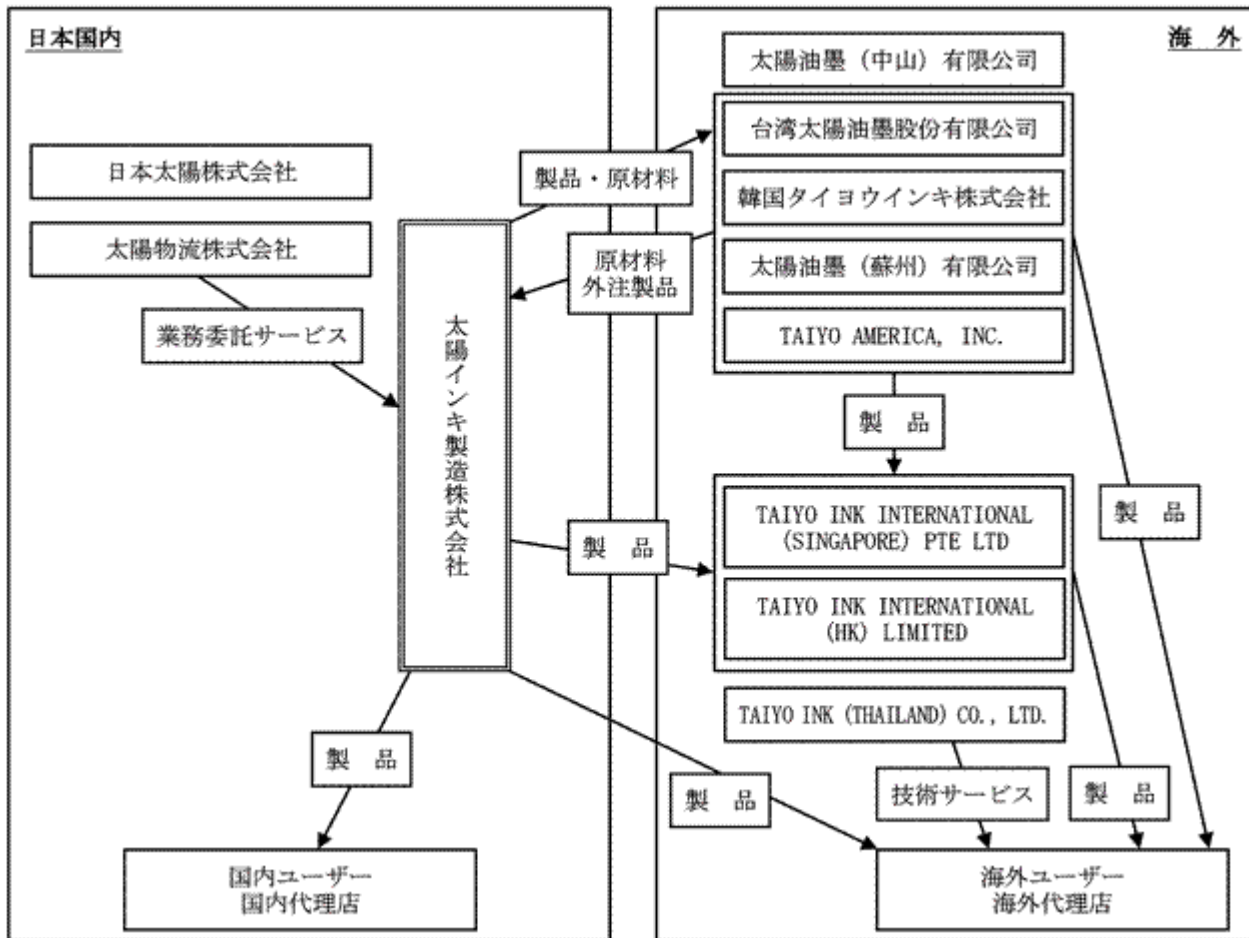 日本国内
日本太陽株式会社
太陽物流株式会社
業務委託サービス
太陽インキ製造株式会社
製品・原材料
原材料
外注製品
製　品
製　品
国内ユーザー
国内代理店
海　外
太陽油墨（中山）有限公司
台湾太陽油墨股份有限公司
韓国タイヨウインキ株式会社
太陽油墨（蘇州）有限公司
TAIYO AMERICA, INC.
製　品
TAIYO INK INTERNATIONAL
(SINGAPORE) PTE LTD
TAIYO INK INTERNATIONAL
(HK) LIMITED
製　品
TAIYO INK (THAILAND) CO., LTD.
製　品
技術サービス
製　品
海外ユーザー
海外代理店